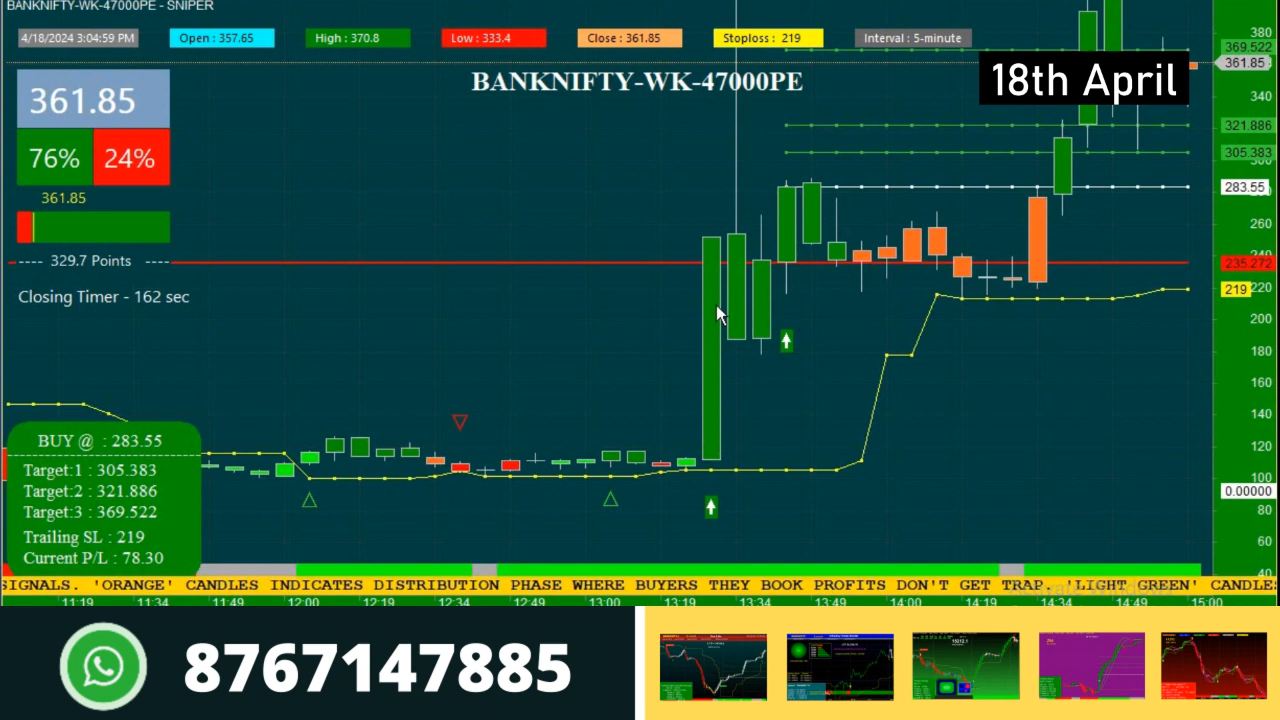 BANKNIFTY-WK-47000PE - SNIPER
4/18/2024 3:04:59 PM
Open : 357.65
High : 370.8
Low : 333.4
Close : 361.85
Stoploss : 219
Interval : 5-minute
BANKNIFTY-WK-47000PE
18th April
361.85
76% 24%
361.85
---- 329.7 Points ----
Closing Timer - 162 sec
BUY @ : 283.55
Target:1 : 305.383
Target:2 : 321.886
Target:3 : 369.522
Trailing SL : 219
Current P/L : 78.30
380
369.522
361.85
340
321.886
305.383
283.55
260
235.272
219
220
200
180
160
140
120
100
0.00000
80
60
40
SIGNALS. 'ORANGE' CANDLES INDICATES DISTRIBUTION PHASE WHERE BUYERS THEY BOOK PROFITS DON'T GET TRAP. 'LIGHT GREEN' CANDLE
11:19 11:34 11:49 12:00 12:19 12:34 12:49 13:00 13:19 13:34 13:49 14:00 14:19 14:34 14:49 15:00
8767147885